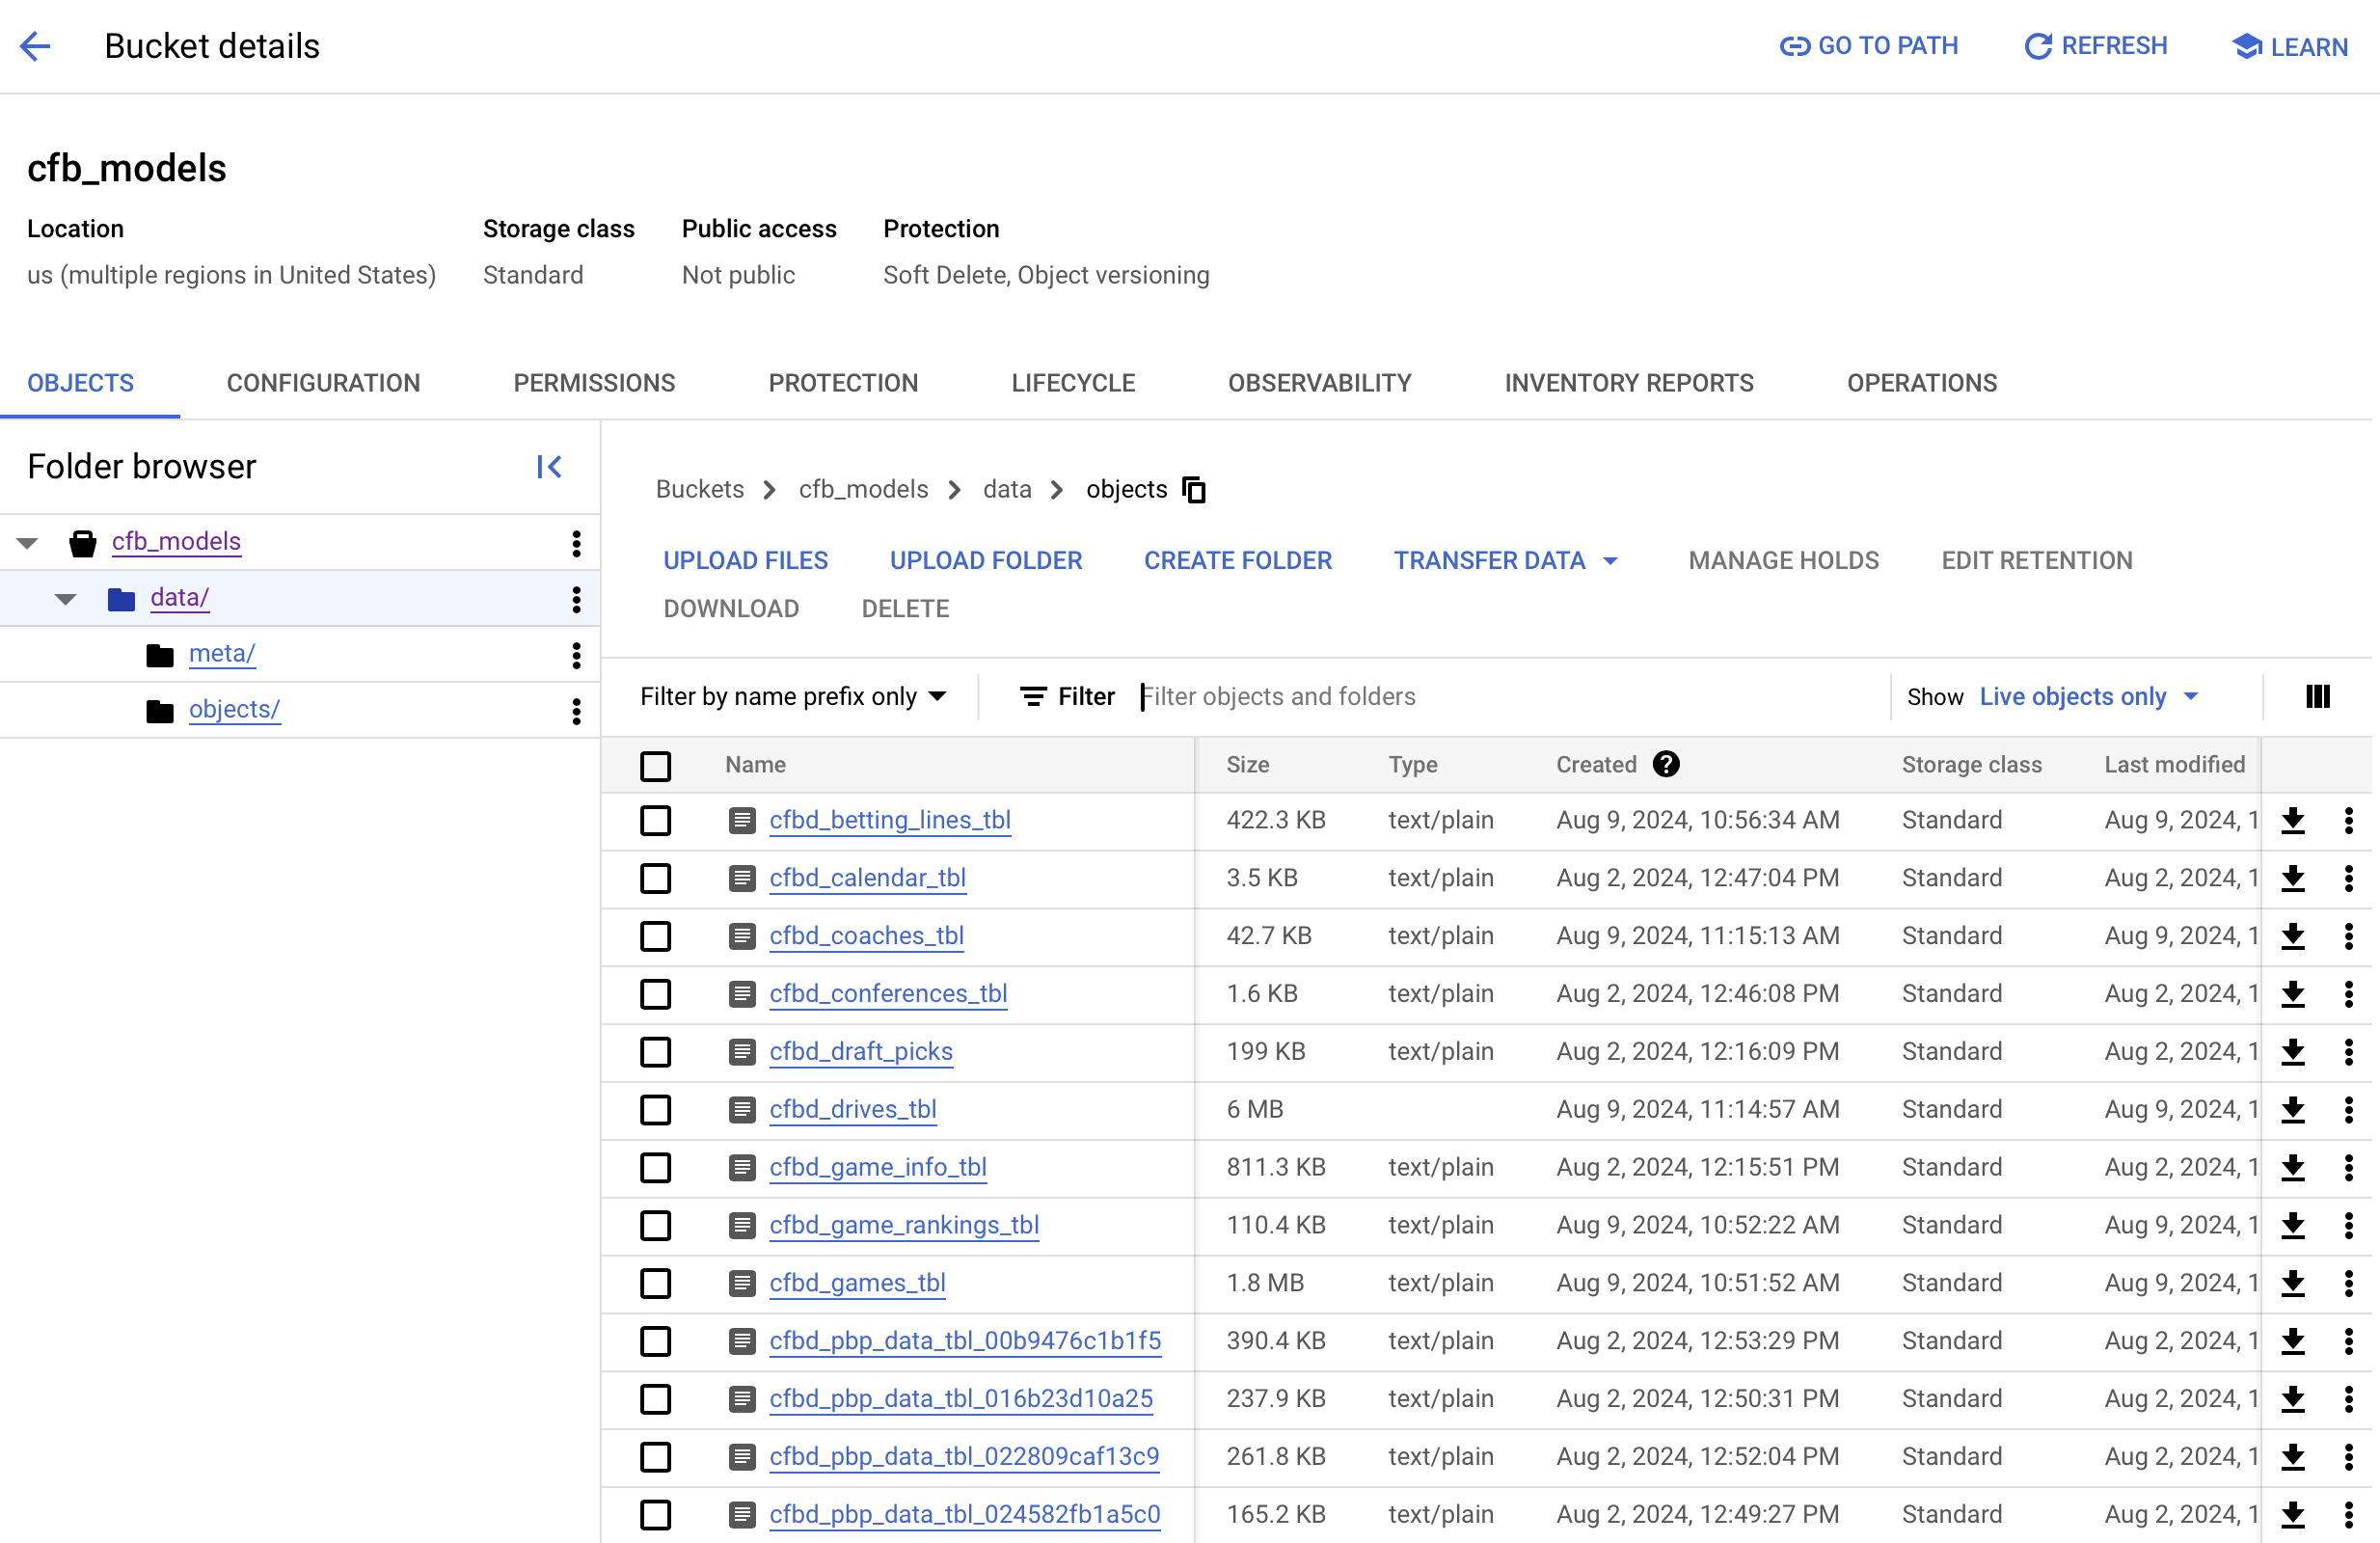 Bucket details
GO TO PATH
REFRESH
LEARN
cfb_models
Location Storage class Public access Protection
us (multiple regions in United States) Standard Not public Soft Delete, Object versioning
OBJECTS CONFIGURATION PERMISSIONS PROTECTION LIFECYCLE OBSERVABILITY INVENTORY REPORTS OPERATIONS
Folder browser
cfb_models
data/
meta/
objects/
Buckets cfb_models data objects
UPLOAD FILES UPLOAD FOLDER CREATE FOLDER TRANSFER DATA MANAGE HOLDS EDIT RETENTION
DOWNLOAD DELETE
Filter by name prefix only Filter Filter objects and folders Show Live objects only
Name Size Type Created Storage class Last modified
cfbd_betting_lines_tbl 422.3 KB text/plain Aug 9, 2024, 10:56:34 AM Standard Aug 9, 2024, 1
cfbd_calendar_tbl 3.5 KB text/plain Aug 2, 2024, 12:47:04 PM Standard Aug 2, 2024, 1
cfbd_coaches_tbl 42.7 KB text/plain Aug 9, 2024, 11:15:13 AM Standard Aug 9, 2024, 1
cfbd_conferences_tbl 1.6 KB text/plain Aug 2, 2024, 12:46:08 PM Standard Aug 2, 2024, 1
cfbd_draft_picks 199 KB text/plain Aug 2, 2024, 12:16:09 PM Standard Aug 2, 2024, 1
cfbd_drives_tbl 6 MB Aug 9, 2024, 11:14:57 AM Standard Aug 9, 2024, 1
cfbd_game_info_tbl 811.3 KB text/plain Aug 2, 2024, 12:15:51 PM Standard Aug 2, 2024, 1
cfbd_game_rankings_tbl 110.4 KB text/plain Aug 9, 2024, 10:52:22 AM Standard Aug 9, 2024, 1
cfbd_games_tbl 1.8 MB text/plain Aug 9, 2024, 10:51:52 AM Standard Aug 9, 2024, 1
cfbd_pbp_data_tbl_00b9476c1b1f5 390.4 KB text/plain Aug 2, 2024, 12:53:29 PM Standard Aug 2, 2024, 1
cfbd_pbp_data_tbl_016b23d10a25 237.9 KB text/plain Aug 2, 2024, 12:50:31 PM Standard Aug 2, 2024, 1
cfbd_pbp_data_tbl_022809caf13c9 261.8 KB text/plain Aug 2, 2024, 12:52:04 PM Standard Aug 2, 2024, 1
cfbd_pbp_data_tbl_024582fb1a5c0 165.2 KB text/plain Aug 2, 2024, 12:49:27 PM Standard Aug 2, 2024, 1